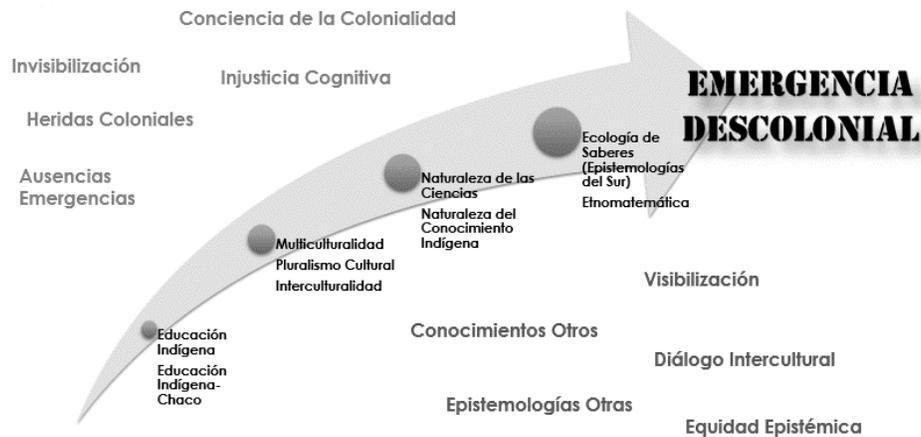 Conciencia de la Colonialidad
Invisibilización
Injusticia Cognitiva
Heridas Coloniales
Ausencias
Emergencias
EMERGENCIA
DESCOLONIAL
Ecología de
Saberes
(Epistemologías
del Sur)
Etnomatemática
Naturaleza de las
Ciencias
Naturaleza del
Conocimiento
Indígena
Multiculturalidad
Pluralismo Cultural
Interculturalidad
Educación
Indígena
Educación
Indígena-
Chaco
Visibilización
Conocimientos Otros
Diálogo Intercultural
Epistemologías Otras
Equidad Epistémica